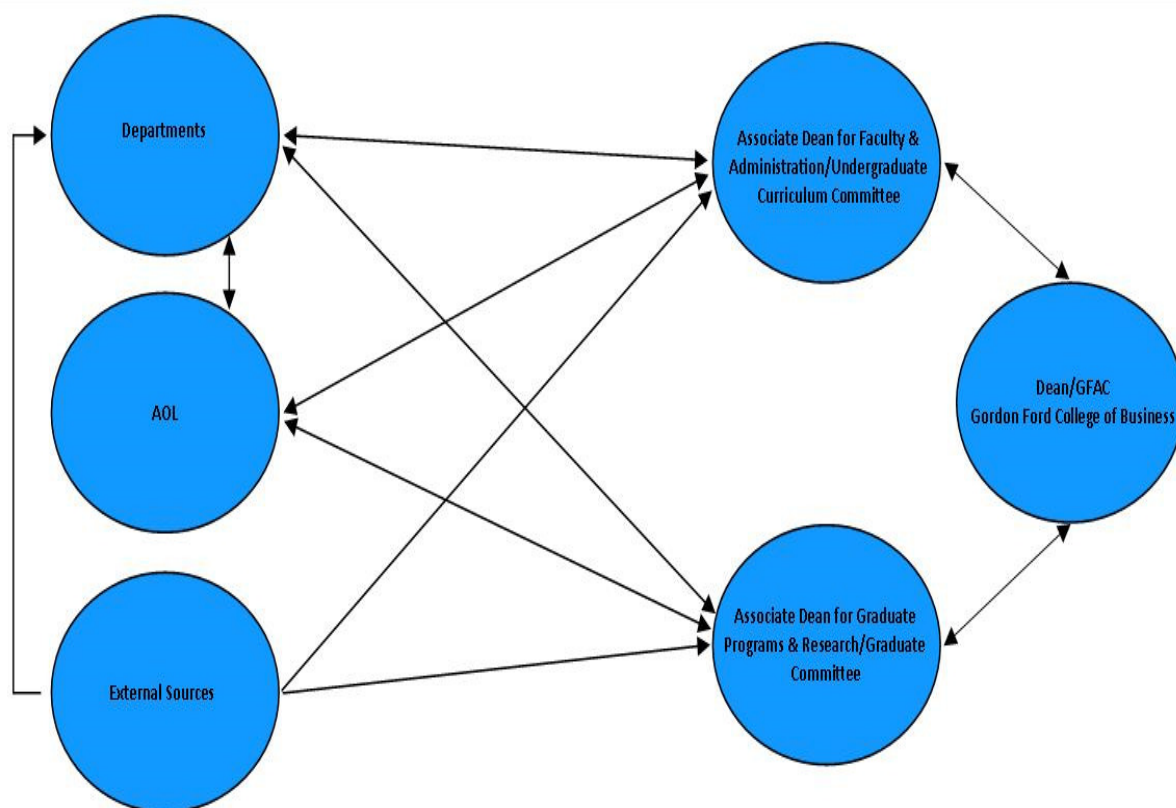 Departments
Associate Dean for Faculty &
Administration/Undergraduate
Curriculum Committee
AOL
Dean/GFAC
Gordon Ford College of Business
External Sources
Associate Dean for Graduate
Programs & Research/Graduate
Committee